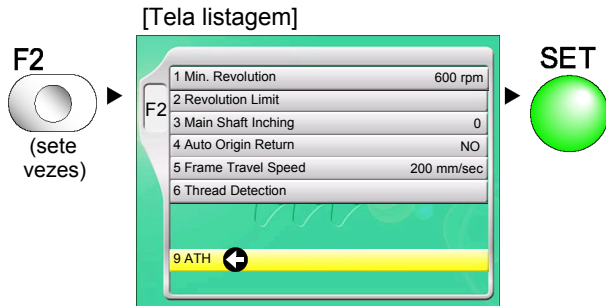 [Tela listagem]
F2
(sete
vezes)
F2
1 Min. Revolution 600 rpm
2 Revolution Limit
3 Main Shaft Inching 0
4 Auto Origin Return NO
5 Frame Travel Speed 200 mm/sec
6 Thread Detection
9 ATH
SET